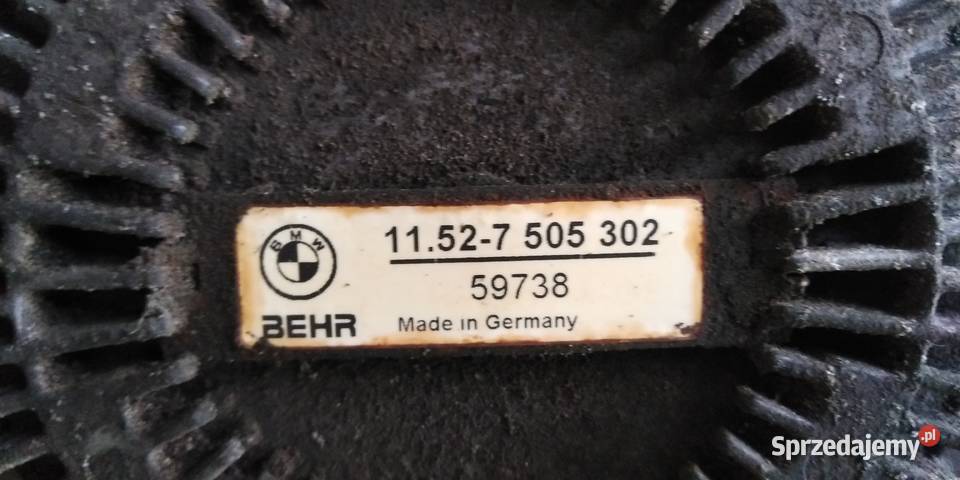 BMW
11.52-7 505 302
59738
BEHR
Made in Germany
Sprzedajemy.pl